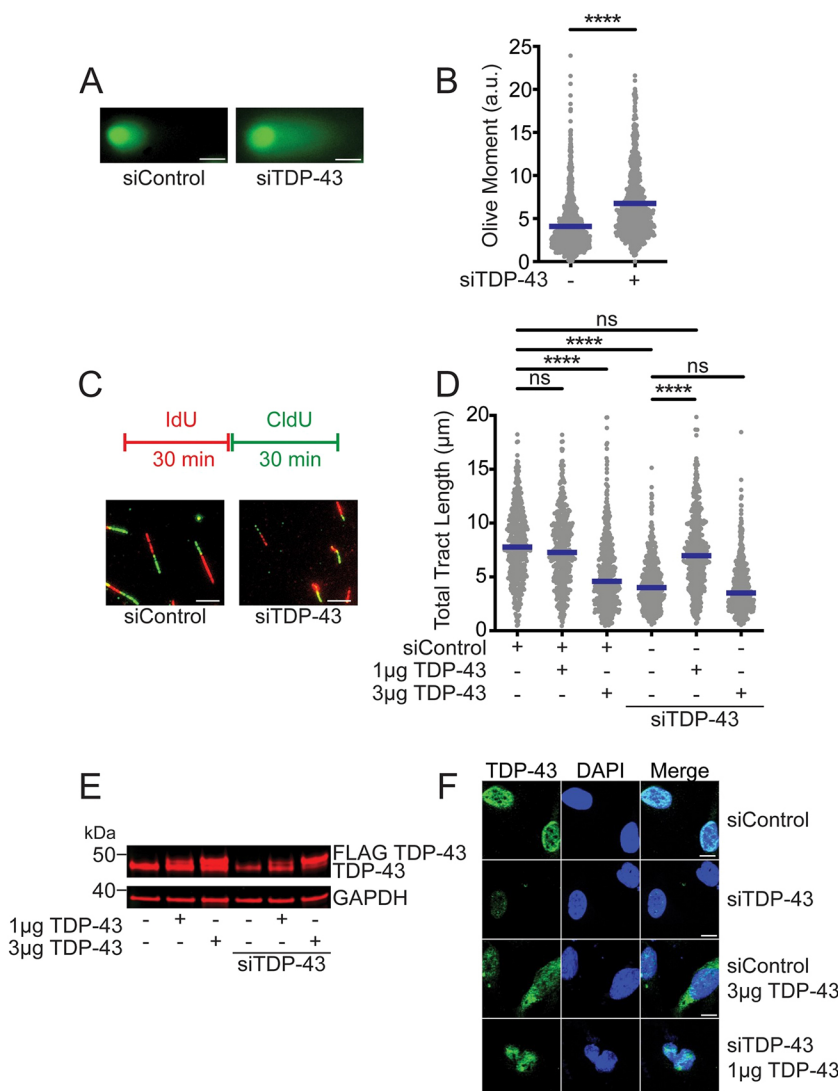 A
siControl
siTDP-43
B
****
Olive Moment (a.u.)
25
20
15
10
5
0
siTDP-43
-
+
C
IdU
CldU
30 min
30 min
siControl
siTDP-43
D
ns
****
****
ns
ns
****
Total Tract Length (µm)
20
15
10
5
0
siControl + + + - - -
1µg TDP-43 - + - - + -
3µg TDP-43 - - + - - +
siTDP-43
E
kDa
50
40
FLAG TDP-43
TDP-43
GAPDH
1µg TDP-43 - + - - + -
3µg TDP-43 - - + - - +
siTDP-43
F
TDP-43 DAPI Merge
siControl
siTDP-43
siControl
3µg TDP-43
siTDP-43
1µg TDP-43